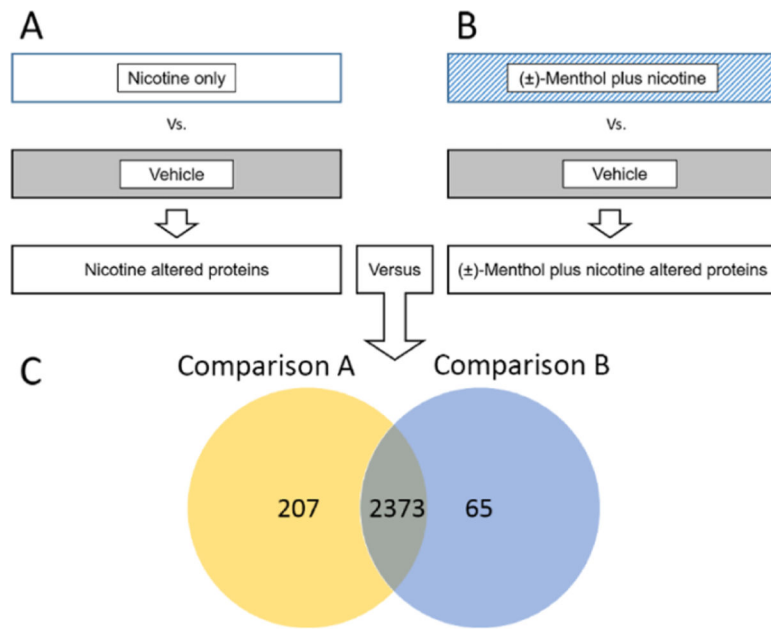 A
B
Nicotine only
(±)-Menthol plus nicotine
Vs.
Vs.
Vehicle
Vehicle
Nicotine altered proteins
Versus
(±)-Menthol plus nicotine altered proteins
C
Comparison A
Comparison B
207
2373
65